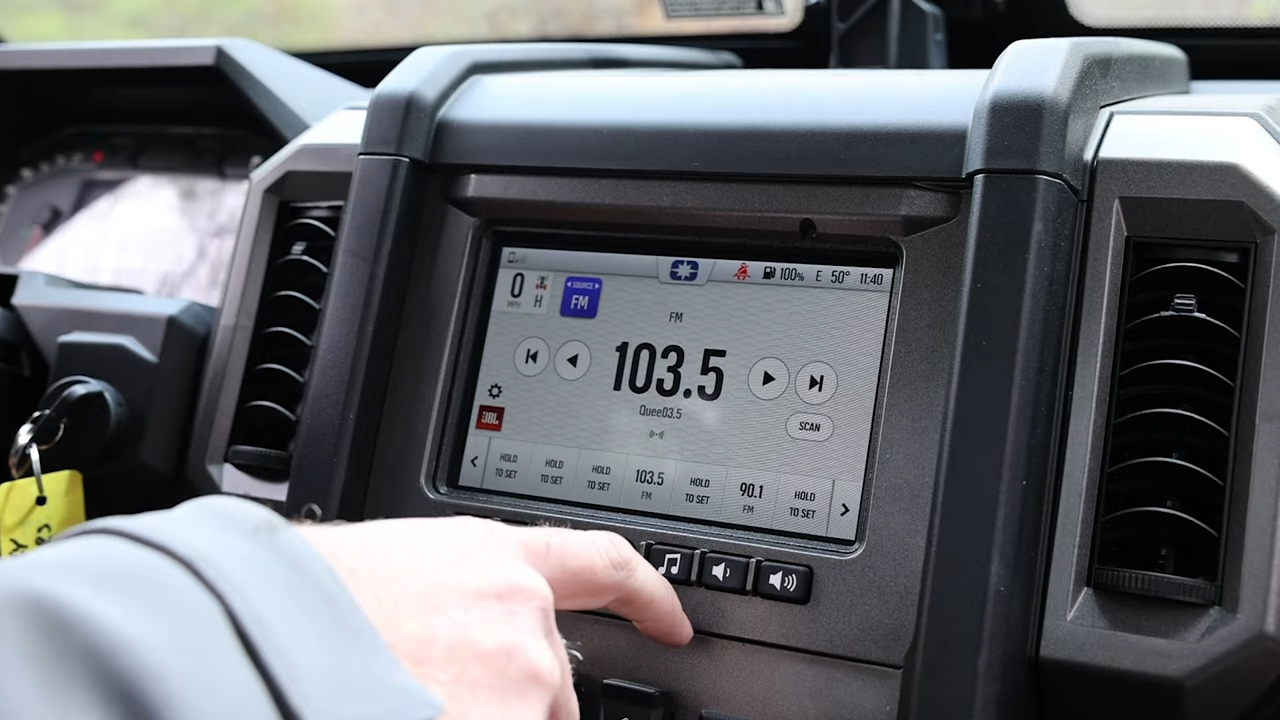 100% E 50° 11:40
0
MPH
H
SOURCE
FM
FM
103.5
Quee03.5
SCAN
JBL
HOLD
TO SET
HOLD
TO SET
HOLD
TO SET
103.5
FM
HOLD
TO SET
90.1
FM
HOLD
TO SET